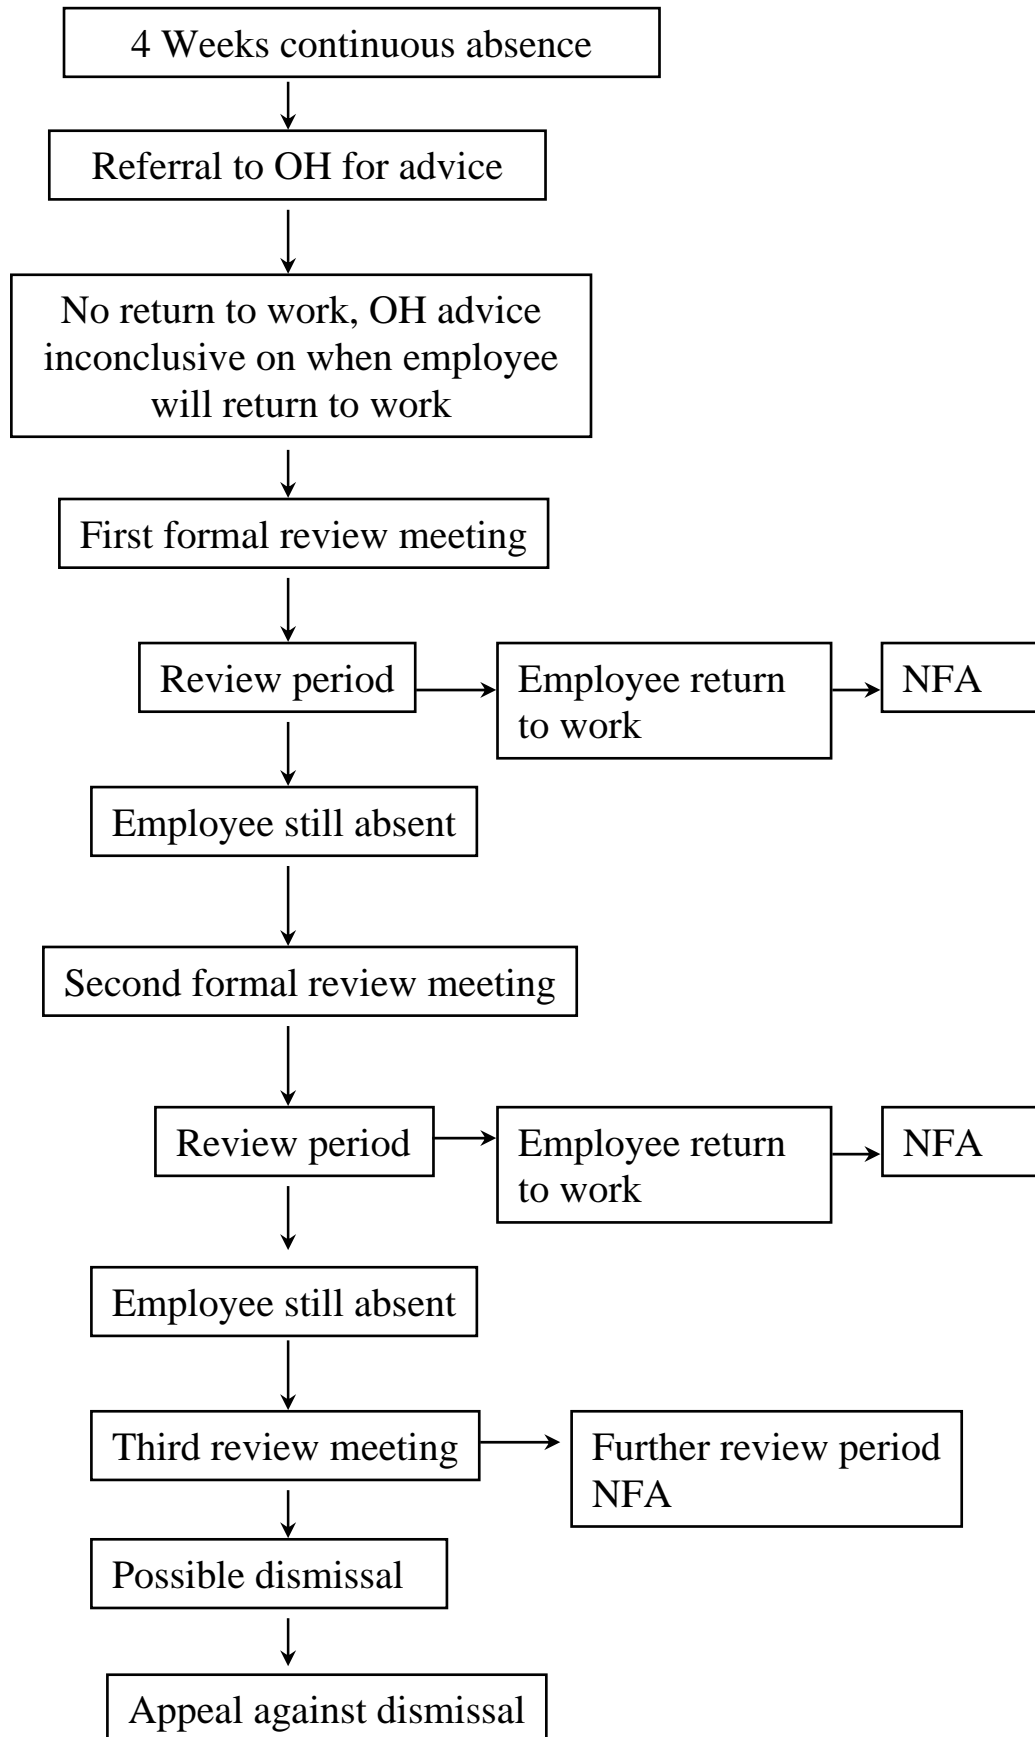 4 Weeks continuous absence
Referral to OH for advice
No return to work, OH advice
inconclusive on when employee
will return to work
First formal review meeting
Review period
Employee return
to work
NFA
Employee still absent
Second formal review meeting
Review period
Employee return
to work
NFA
Employee still absent
Third review meeting
Further review period
NFA
Possible dismissal
Appeal against dismissal